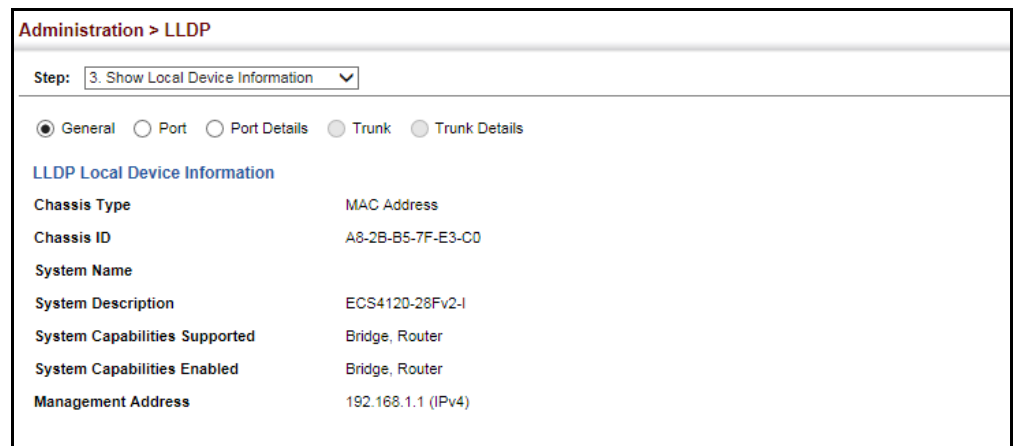 Administration > LLDP
Step: 3. Show Local Device Information
General Port Port Details Trunk Trunk Details
LLDP Local Device Information
Chassis Type MAC Address
Chassis ID A8-2B-B5-7F-E3-C0
System Name
System Description ECS4120-28Fv2-I
System Capabilities Supported Bridge, Router
System Capabilities Enabled Bridge, Router
Management Address 192.168.1.1 (IPv4)